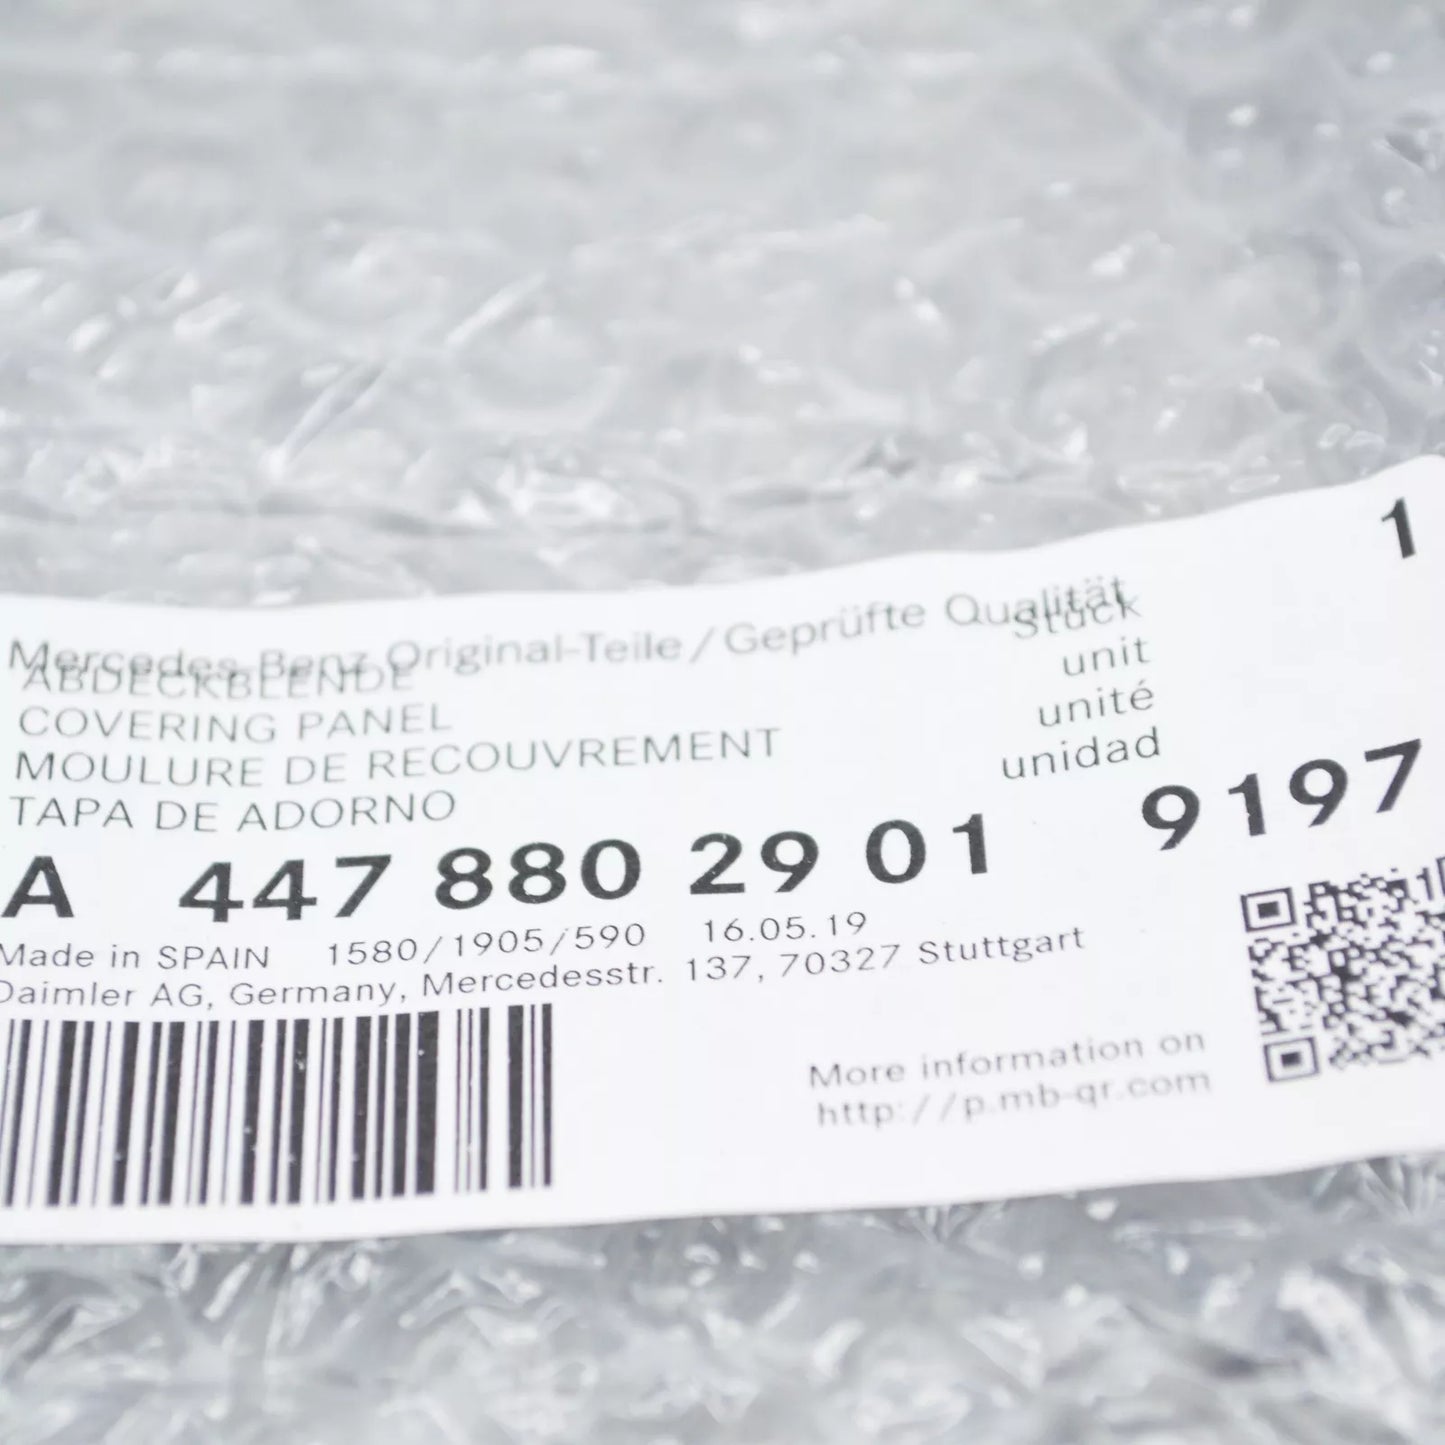 Mercedes-Benz Original-Teile/Geprüfte Qualität
ABDECKBLENDE Stück 1
COVERING PANEL unit
MOULURE DE RECOUVREMENT unité
TAPA DE ADORNO unidad
A 447 880 29 01 9197
Made in SPAIN 1580/1905/590 16.05.19
Daimler AG, Germany, Mercedesstr. 137, 70327 Stuttgart
More information on
http://p.mb-qr.com